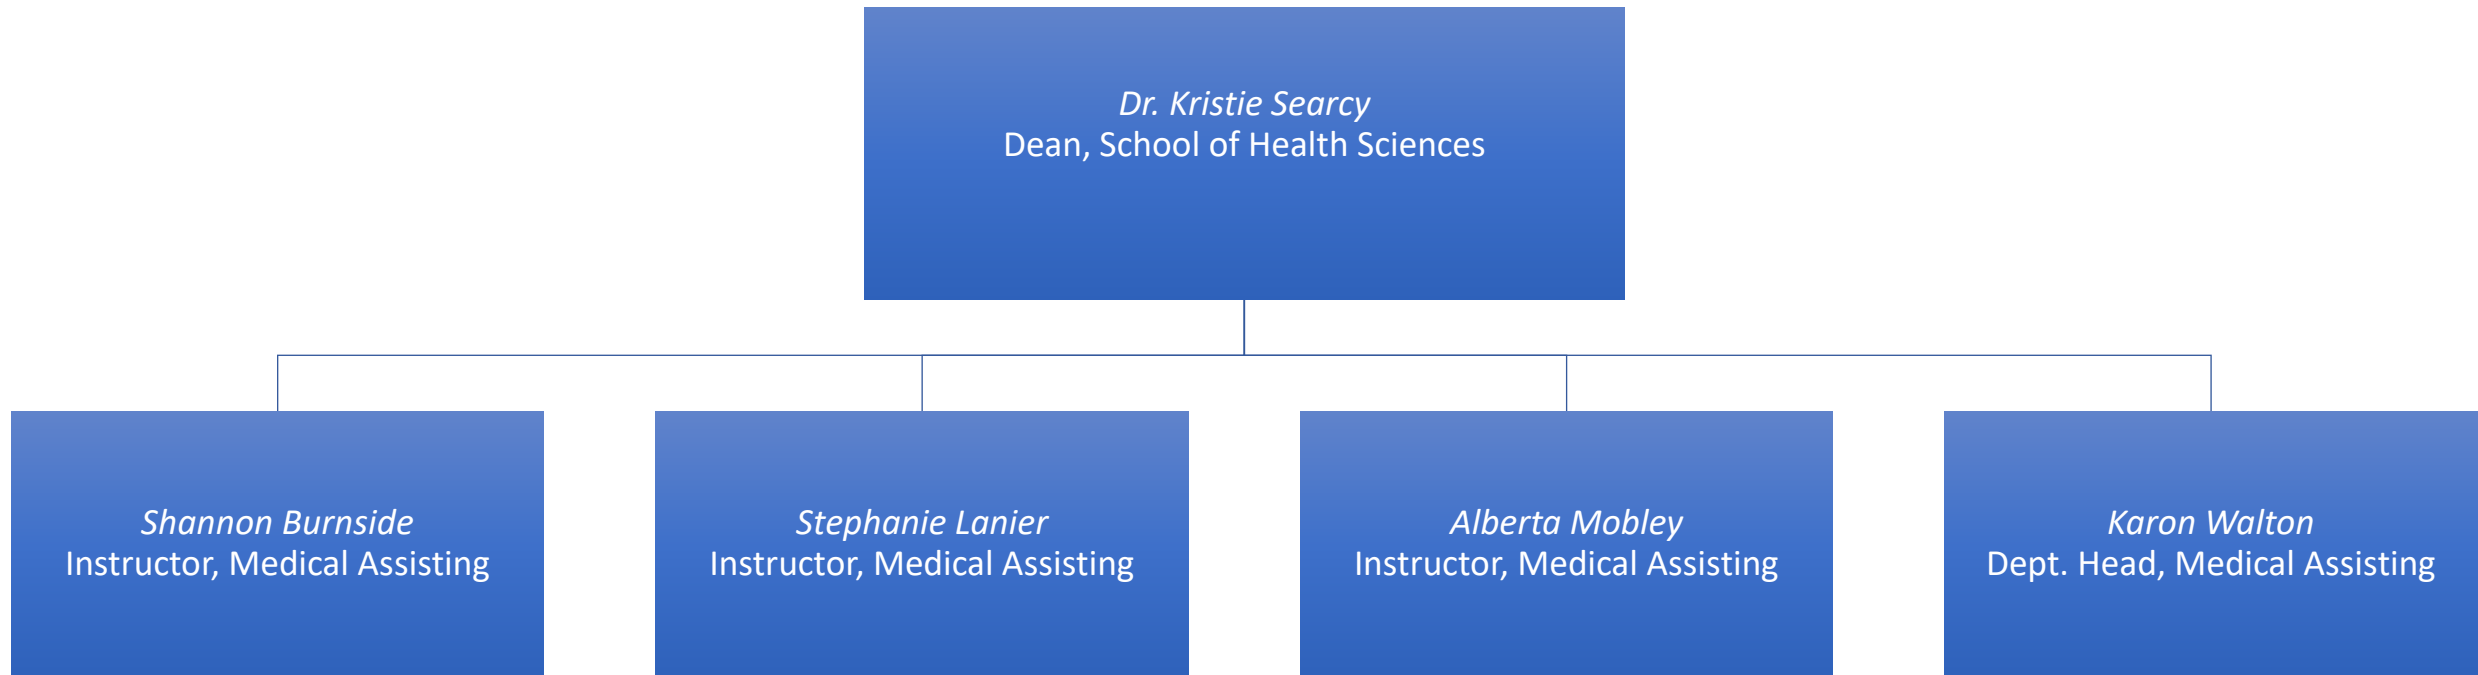 Dr. Kristie Searcy
Dean, School of Health Sciences
Shannon Burnside
Instructor, Medical Assisting
Stephanie Lanier
Instructor, Medical Assisting
Alberta Mobley
Instructor, Medical Assisting
Karon Walton
Dept. Head, Medical Assisting